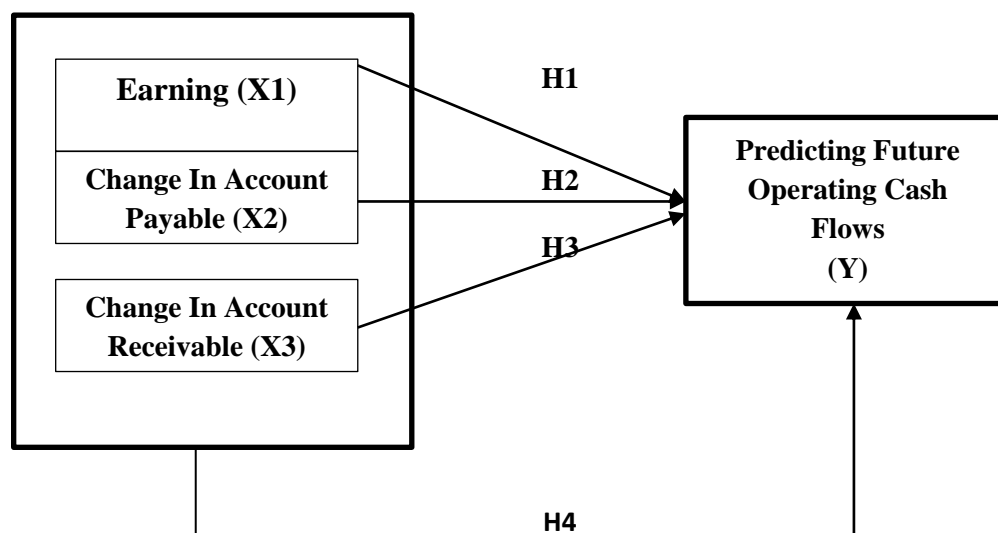 Earning (X1)
Change In Account
Payable (X2)
Change In Account
Receivable (X3)
H1
H2
H3
Predicting Future
Operating Cash
Flows
(Y)
H4